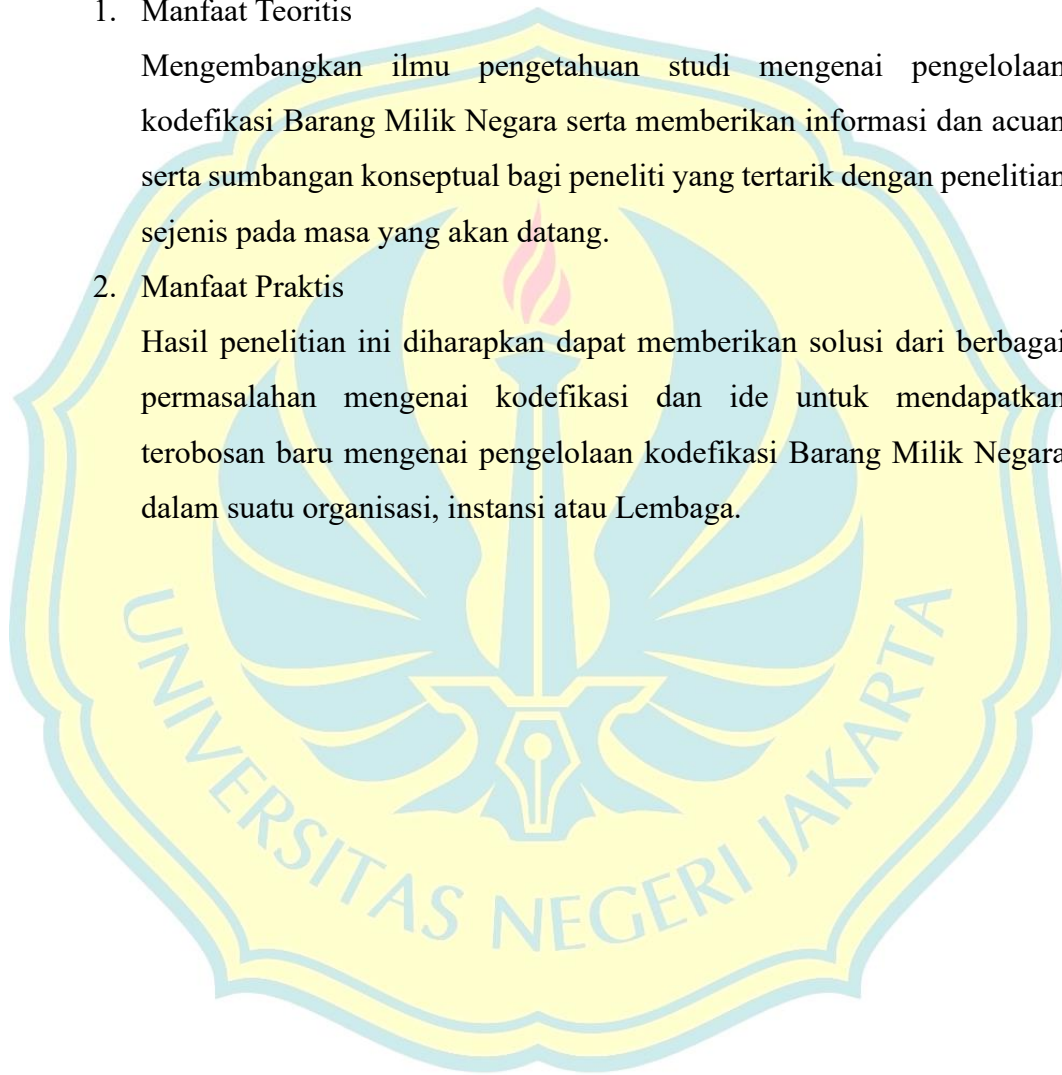 1. Manfaat Teoritis
Mengembangkan ilmu pengetahuan studi mengenai pengelolaan
kodefikasi Barang Milik Negara serta memberikan informasi dan acuan
serta sumbangan konseptual bagi peneliti yang tertarik dengan penelitian
sejenis pada masa yang akan datang.
2. Manfaat Praktis
Hasil penelitian ini diharapkan dapat memberikan solusi dari berbagai
permasalahan mengenai kodefikasi dan ide untuk mendapatkan
terobosan baru mengenai pengelolaan kodefikasi Barang Milik Negara
dalam suatu organisasi, instansi atau Lembaga.
UNIVERSITAS NEGERI JAKARTA